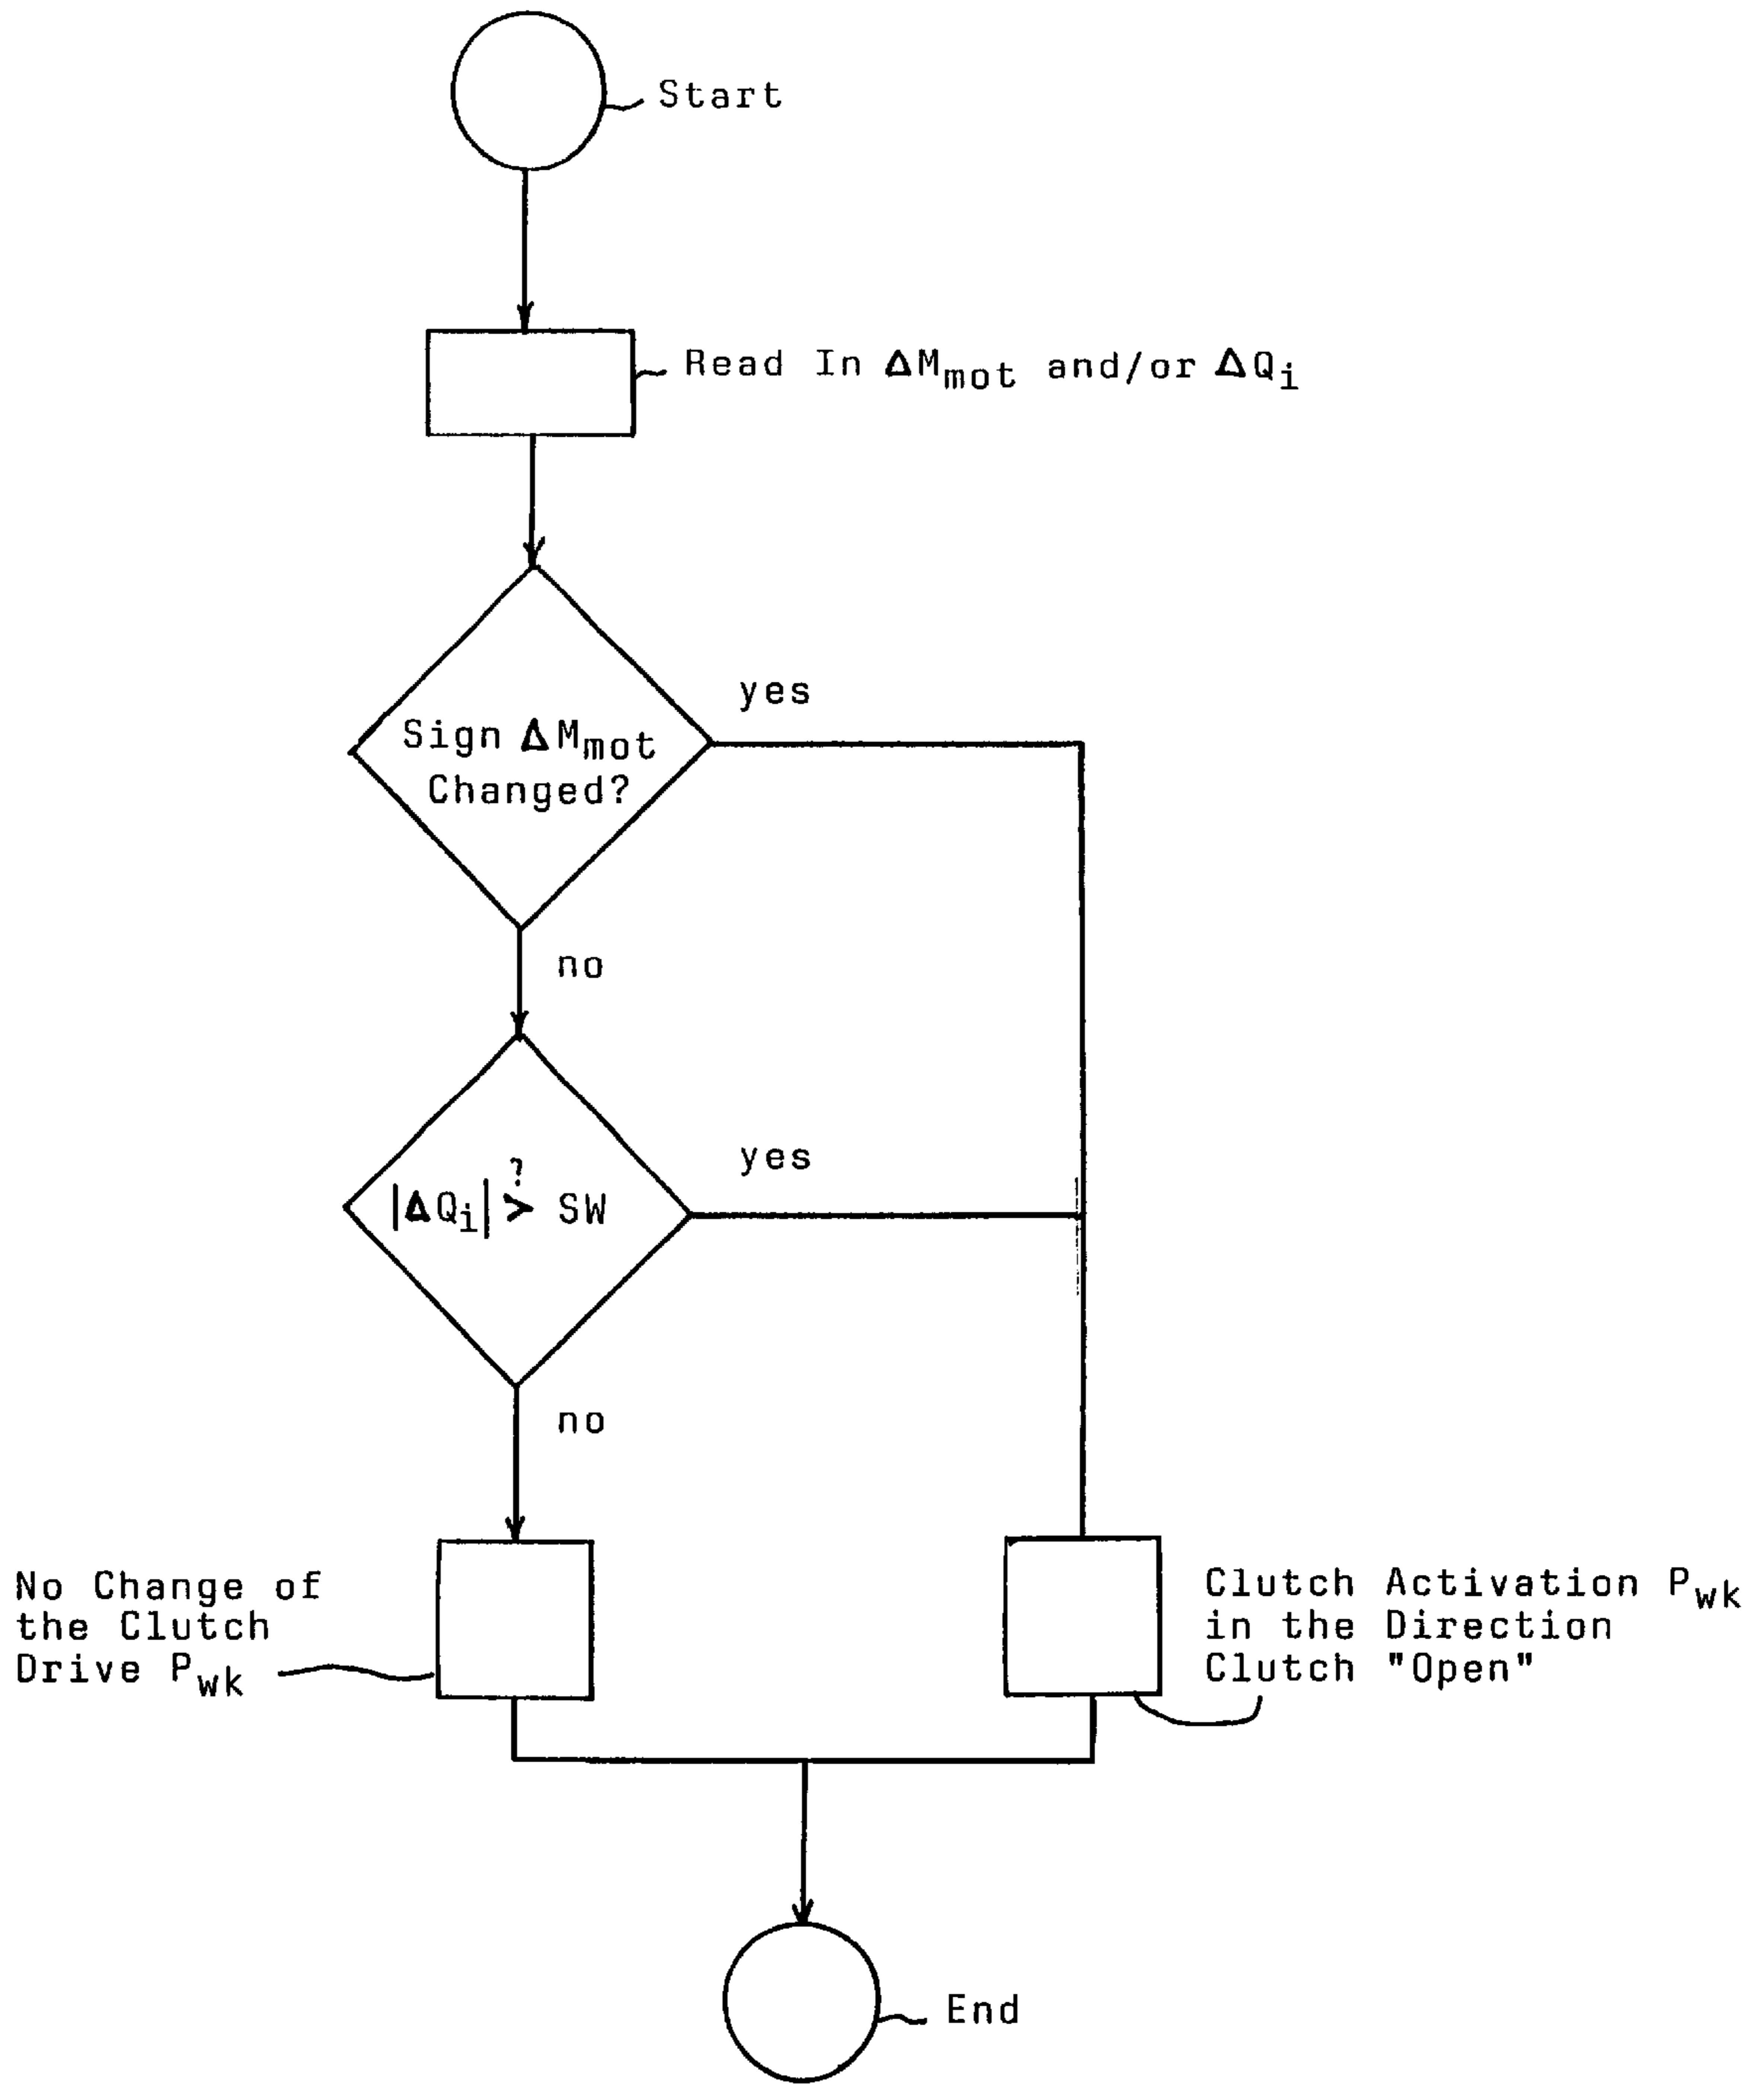 Start
Read In ΔMmot and/or ΔQi
yes
Sign ΔMmot
Changed?
no
yes
?
|ΔQi| > SW
no
No Change of
the Clutch
Drive Pwk
Clutch Activation Pwk
in the Direction
Clutch "Open"
End